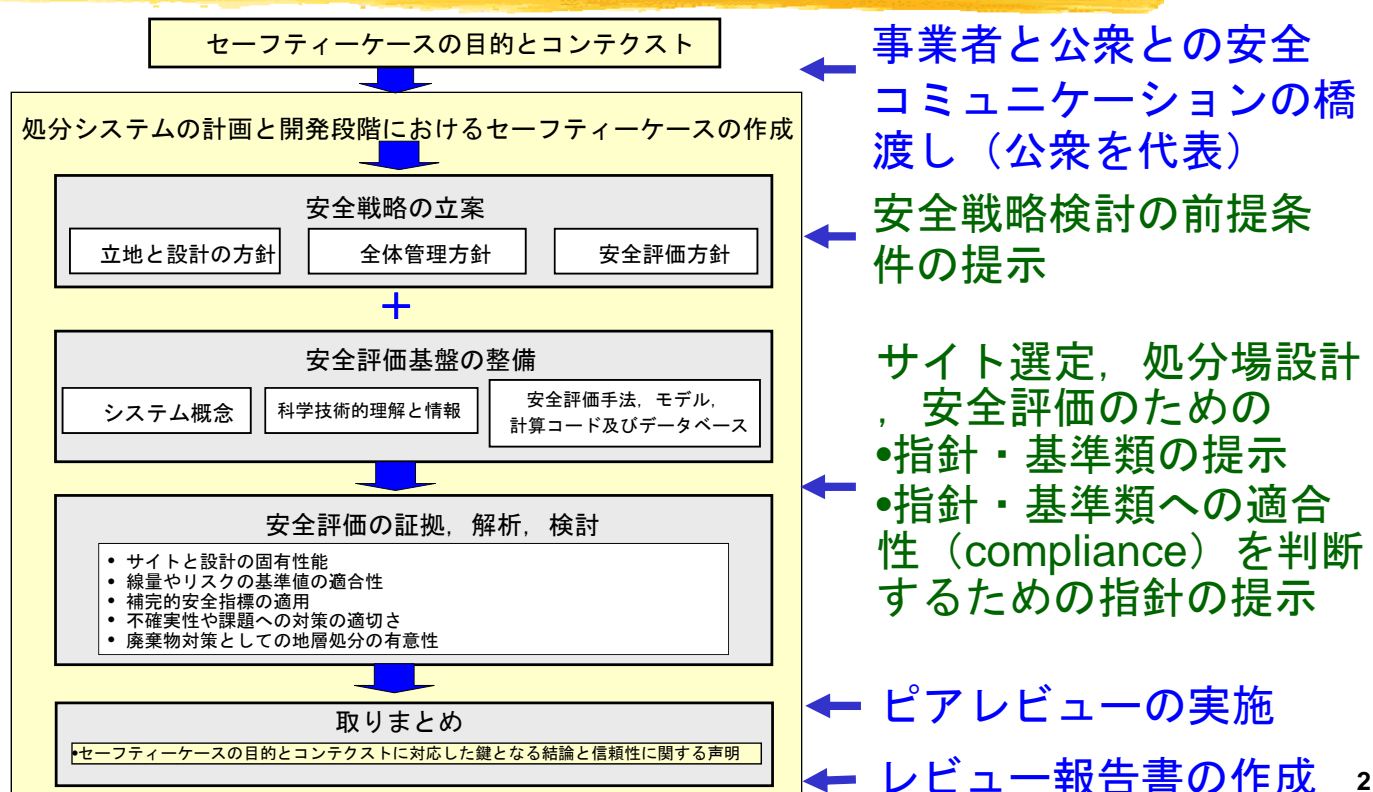 セーフティーケースの目的とコンテクスト
処分システムの計画と開発段階におけるセーフティーケースの作成
安全戦略の立案
立地と設計の方針
全体管理方針
安全評価方針
+
安全評価基盤の整備
システム概念
科学技術的理解と情報
安全評価手法，モデル，
計算コード及びデータベース
安全評価の証拠，解析，検討
• サイトと設計の固有性能
• 線量やリスクの基準値の適合性
• 補完的安全指標の適用
• 不確実性や課題への対策の適切さ
• 廃棄物対策としての地層処分の有意性
取りまとめ
•セーフティーケースの目的とコンテクストに対応した鍵となる結論と信頼性に関する声明
事業者と公衆との安全
コミュニケーションの橋
渡し（公衆を代表）
安全戦略検討の前提条
件の提示
サイト選定，処分場設計
，安全評価のための
•指針・基準類の提示
•指針・基準類への適合
性（compliance）を判断
するための指針の提示
ピアレビューの実施
レビュー報告書の作成
2